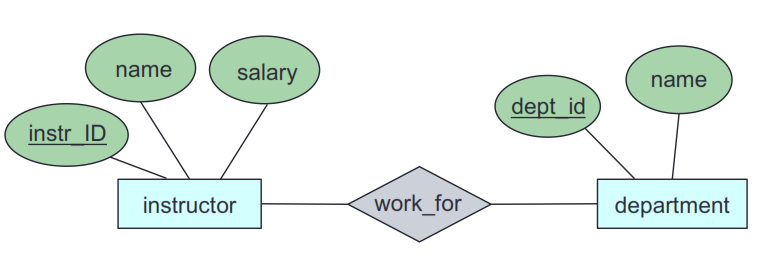 name
salary
instr_ID
instructor
work_for
dept_id
name
department